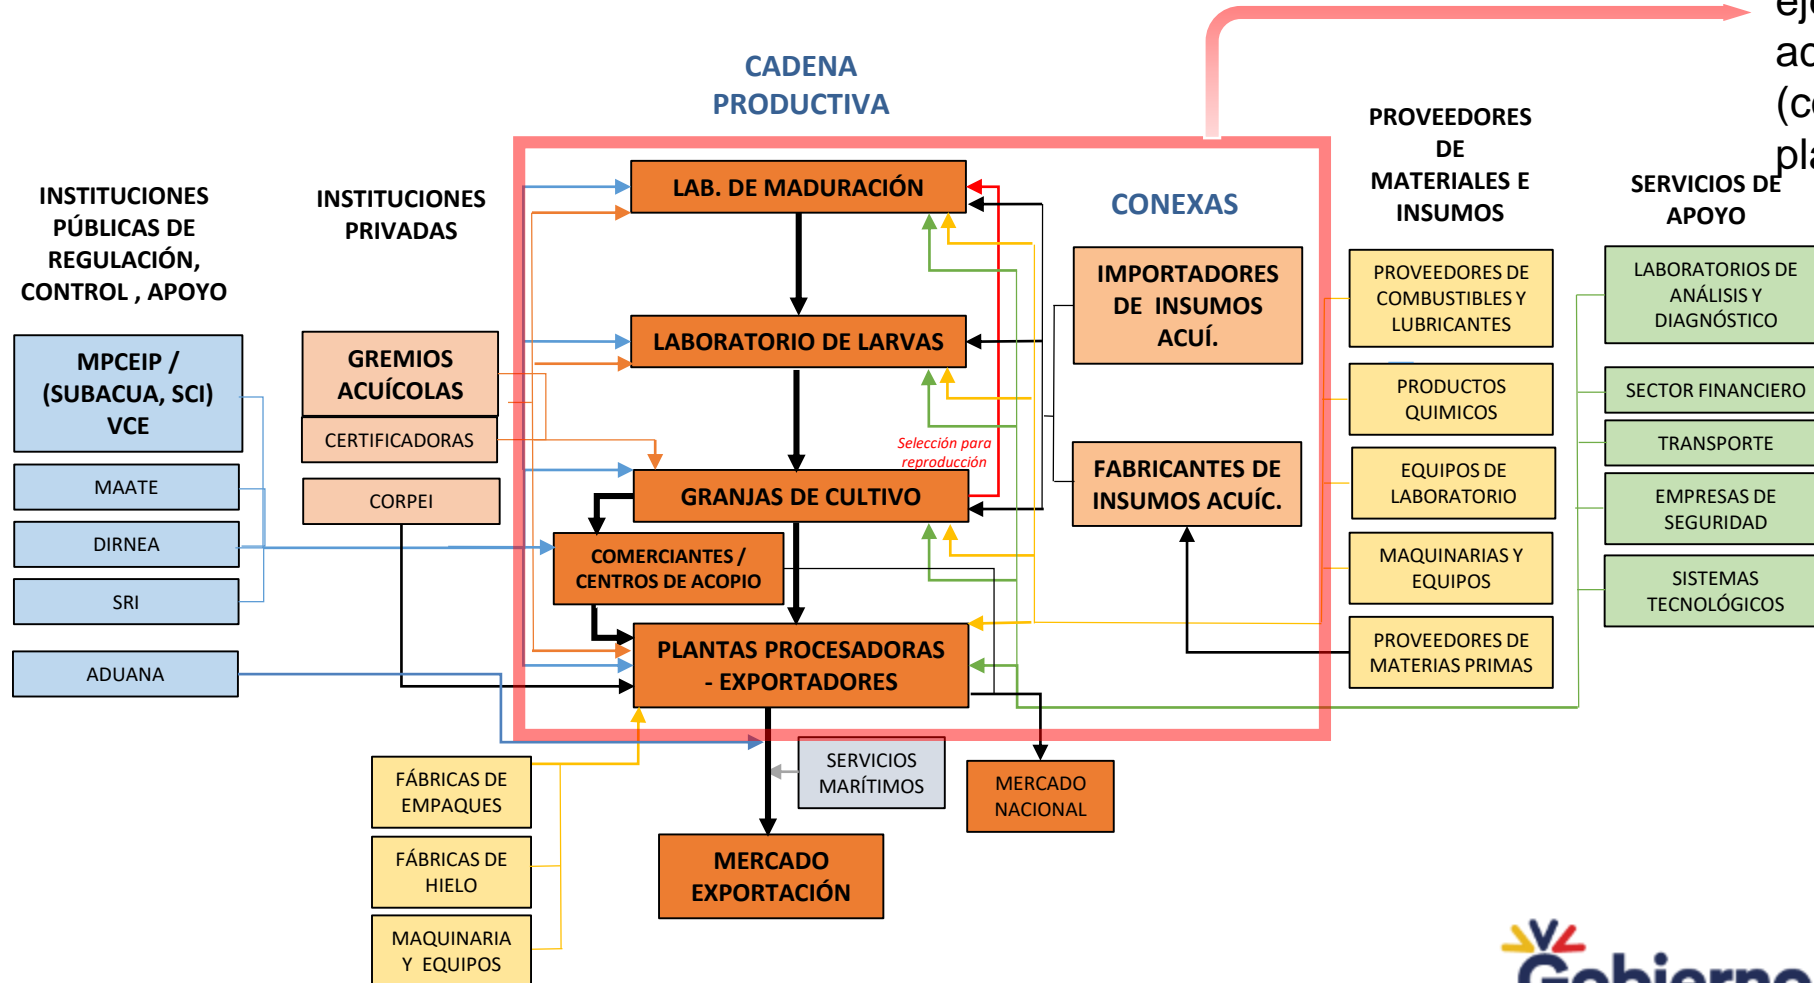 CADENA
PRODUCTIVA
INSTITUCIONES
PÚBLICAS DE
REGULACIÓN,
CONTROL , APOYO
MPCEIP /
(SUBACUA, SCI)
VCE
MAATE
DIRNEA
SRI
ADUANA
INSTITUCIONES
PRIVADAS
GREMIOS
ACUÍCOLAS
CERTIFICADORAS
CORPEI
LAB. DE MADURACIÓN
LABORATORIO DE LARVAS
Selección para
reproducción
GRANJAS DE CULTIVO
COMERCIANTES /
CENTROS DE ACOPIO
PLANTAS PROCESADORAS
- EXPORTADORES
CONEXAS
IMPORTADORES
DE INSUMOS
ACUÍ.
FABRICANTES DE
INSUMOS ACUÍC.
PROVEEDORES
DE
MATERIALES E
INSUMOS
PROVEEDORES DE
COMBUSTIBLES Y
LUBRICANTES
PRODUCTOS
QUIMICOS
EQUIPOS DE
LABORATORIO
MAQUINARIAS Y
EQUIPOS
PROVEEDORES DE
MATERIAS PRIMAS
SERVICIOS DE
APOYO
LABORATORIOS DE
ANÁLISIS Y
DIAGNÓSTICO
SECTOR FINANCIERO
TRANSPORTE
EMPRESAS DE
SEGURIDAD
SISTEMAS
TECNOLÓGICOS
FÁBRICAS DE
EMPAQUES
FÁBRICAS DE
HIELO
MAQUINARIA
Y EQUIPOS
SERVICIOS
MARÍTIMOS
MERCADO
NACIONAL
MERCADO
EXPORTACIÓN
Gobierno